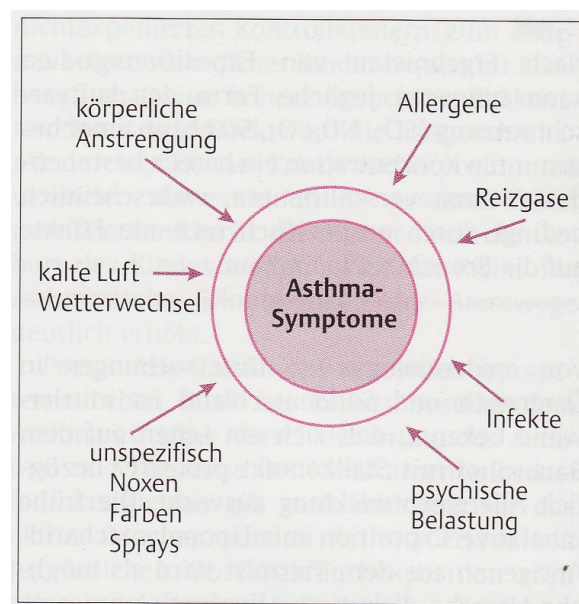 körperliche
Anstrengung
Allergene
Reizgase
kalte Luft
Wetterwechsel
Asthma-
Symptome
Infekte
psychische
Belastung
unspezifisch
Noxen
Farben
Sprays